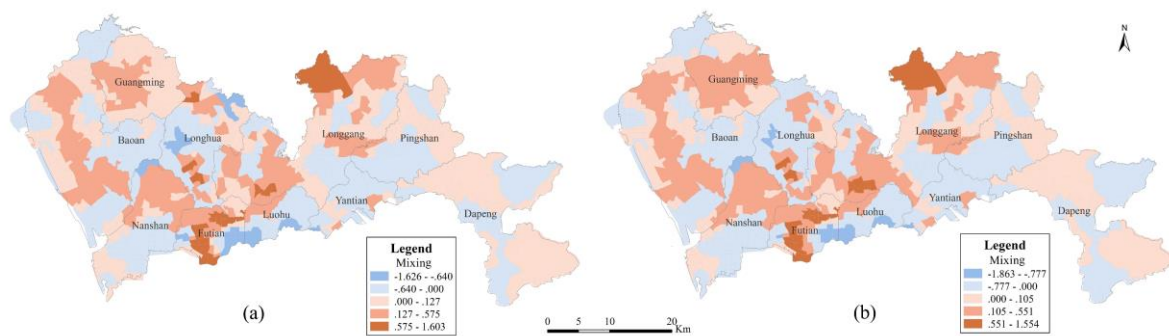 Guangming
Baoan
Longhua
Longgang
Pingshan
Nanshan
Futian
Luohu
Yantian
Dapeng
Legend
Mixing
-1.626 - -.640
-.640 - .000
.000 - .127
.127 - .575
.575 - 1.603
(a)
0 5 10 20
Km
N
Guangming
Baoan
Longhua
Longgang
Pingshan
Nanshan
Futian
Luohu
Yantian
Dapeng
Legend
Mixing
-1.863 - -.777
-.777 - .000
.000 - .105
.105 - .551
.551 - 1.554
(b)